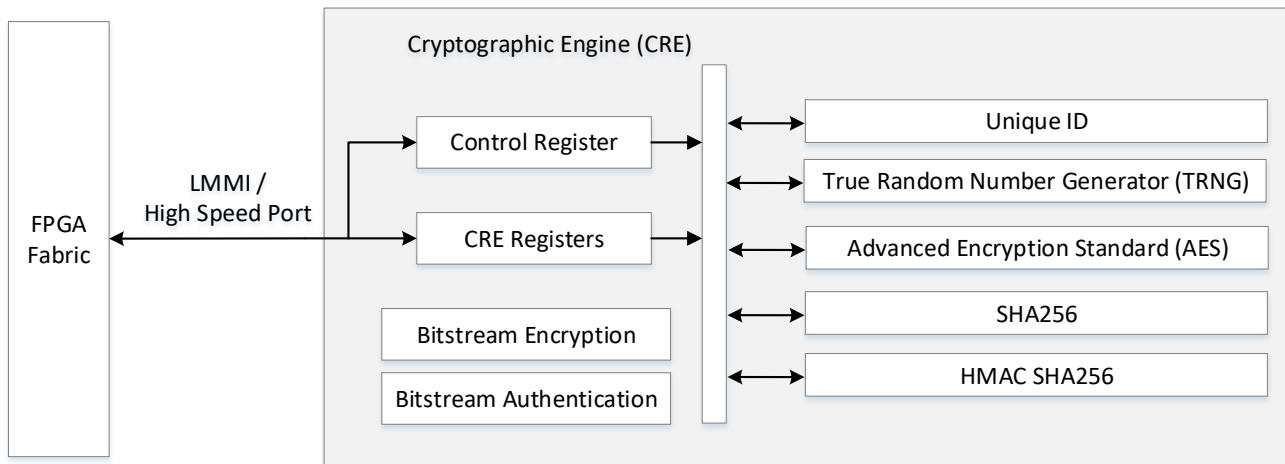 Cryptographic Engine (CRE)
FPGA
Fabric
LMMI /
High Speed Port
Control Register
CRE Registers
Bitstream Encryption
Bitstream Authentication
Unique ID
True Random Number Generator (TRNG)
Advanced Encryption Standard (AES)
SHA256
HMAC SHA256